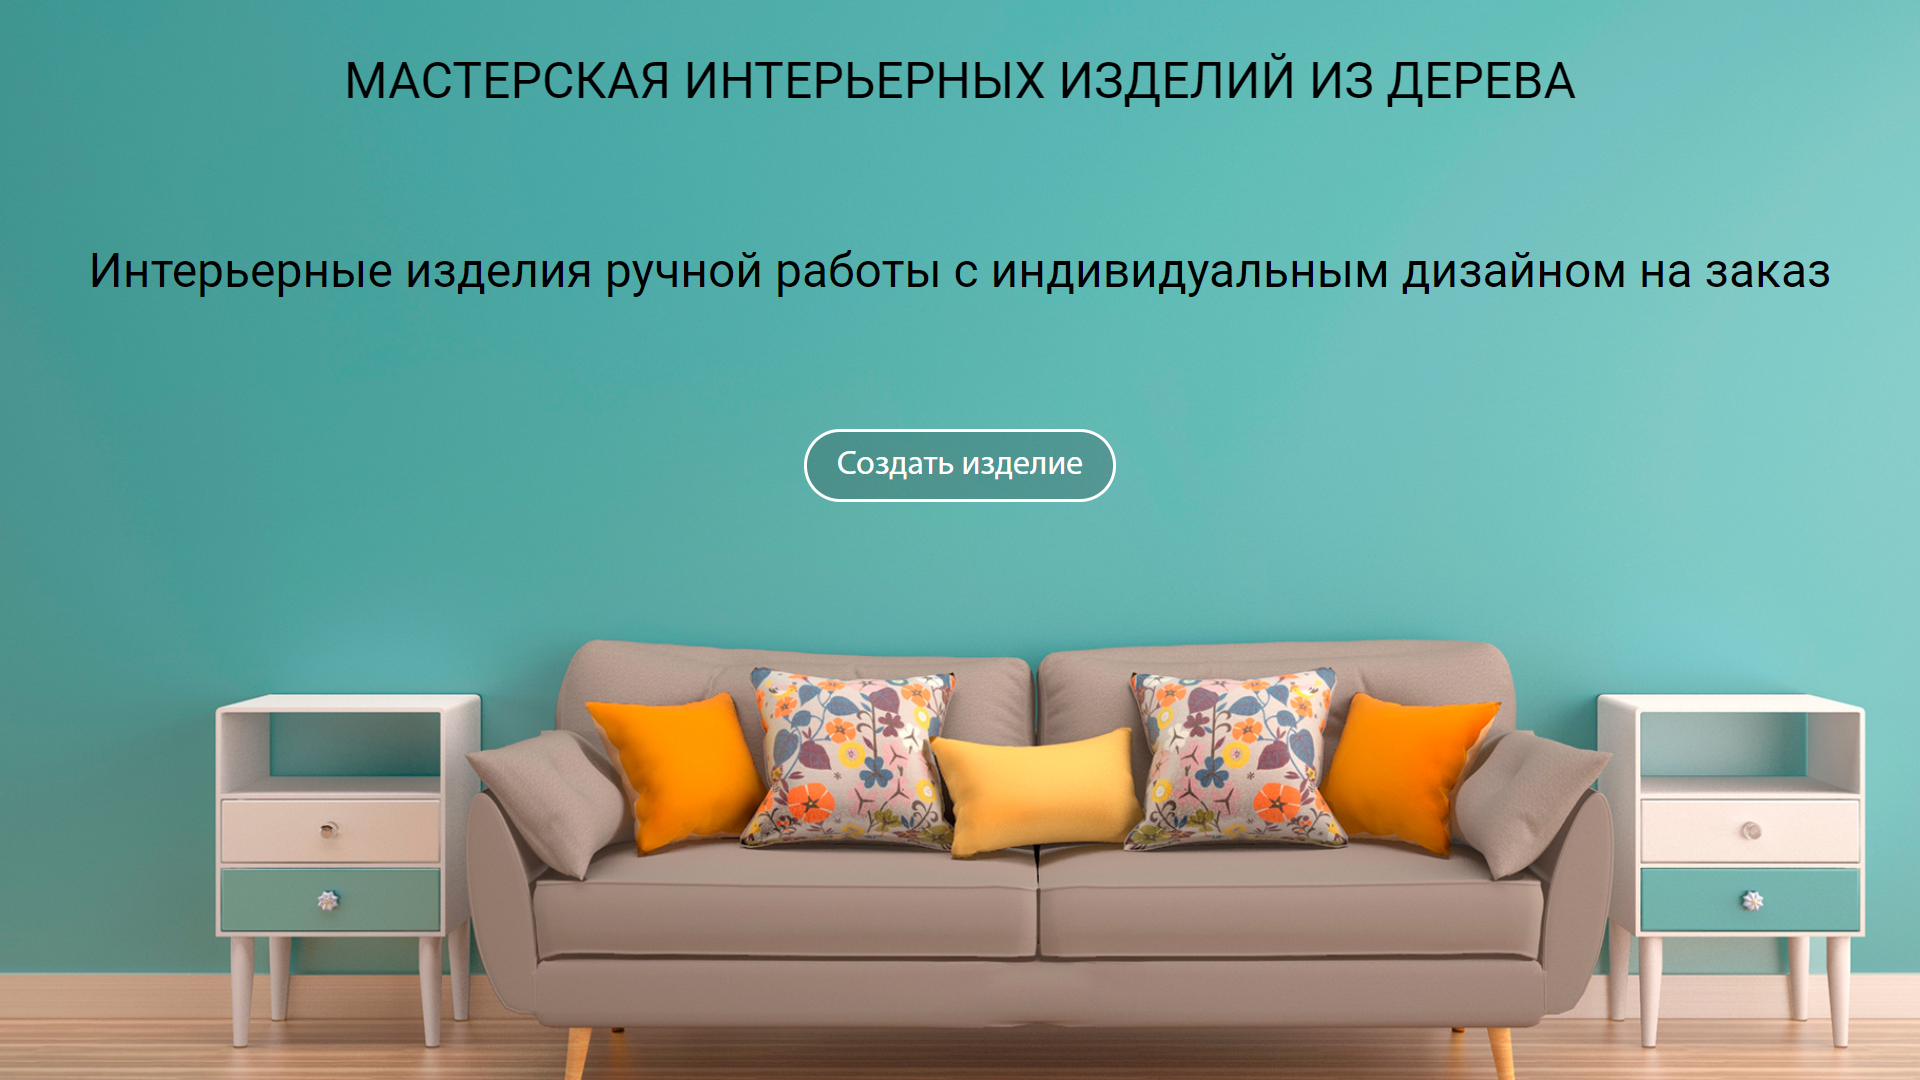 МАСТЕРСКАЯ ИНТЕРЬЕРНЫХ ИЗДЕЛИЙ ИЗ ДЕРЕВА
Интерьерные изделия ручной работы с индивидуальным дизайном на заказ
Создать изделие